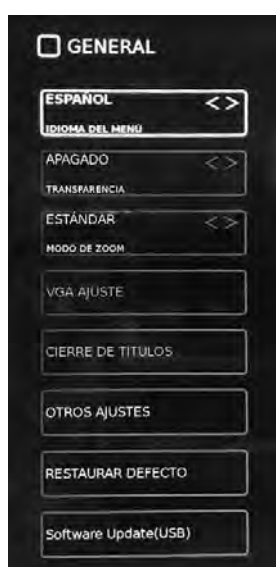 GENERAL
ESPAÑOL
IDIOMA DEL MENÚ
APAGADO
TRANSPARENCIA
ESTÁNDAR
MODO DE ZOOM
VGA AJUSTE
CIERRE DE TITULOS
OTROS AJUSTES
RESTAURAR DEFECTO
Software Update(USB)